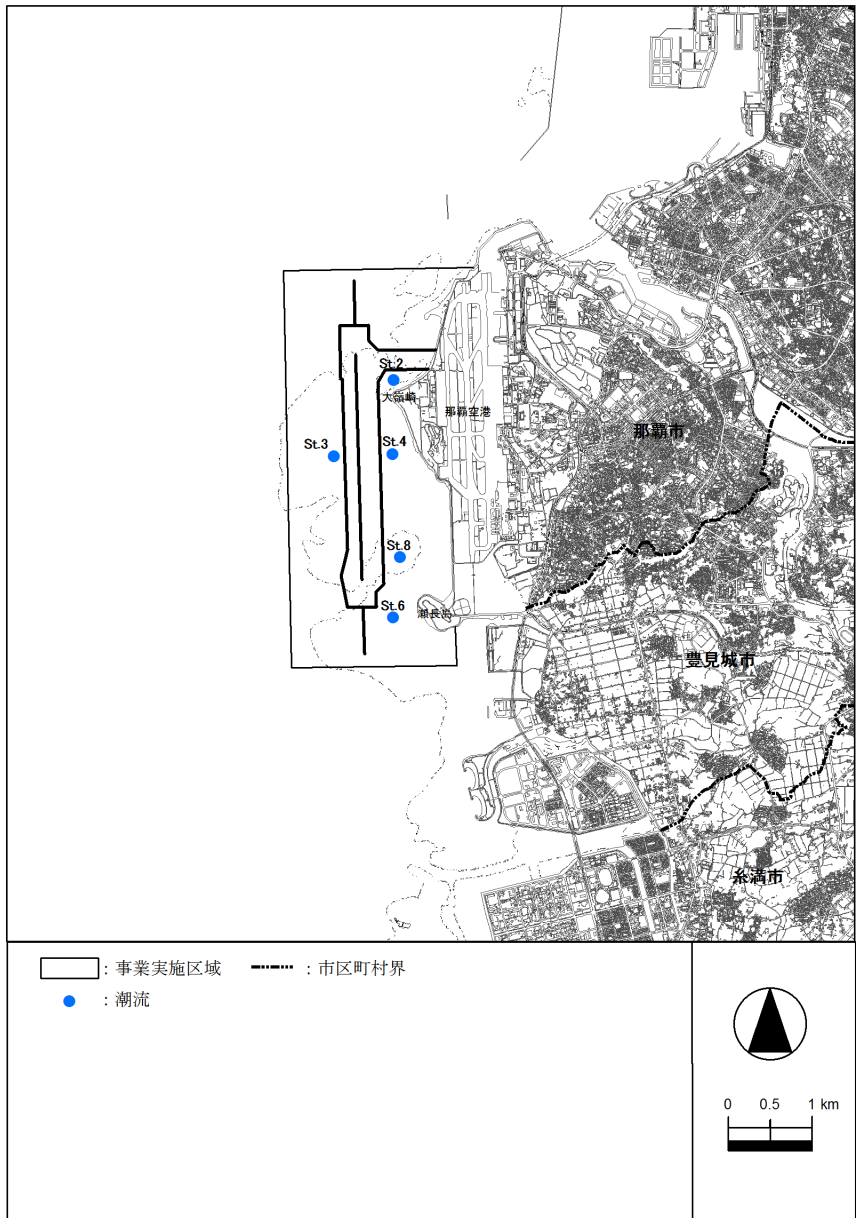 St.2
大嶺崎
那覇空港
那覇市
St.3
St.4
St.8
St.6
瀬長島
豊見城市
糸満市
：事業実施区域
：市区町村界
：潮流
0 0.5 1 km